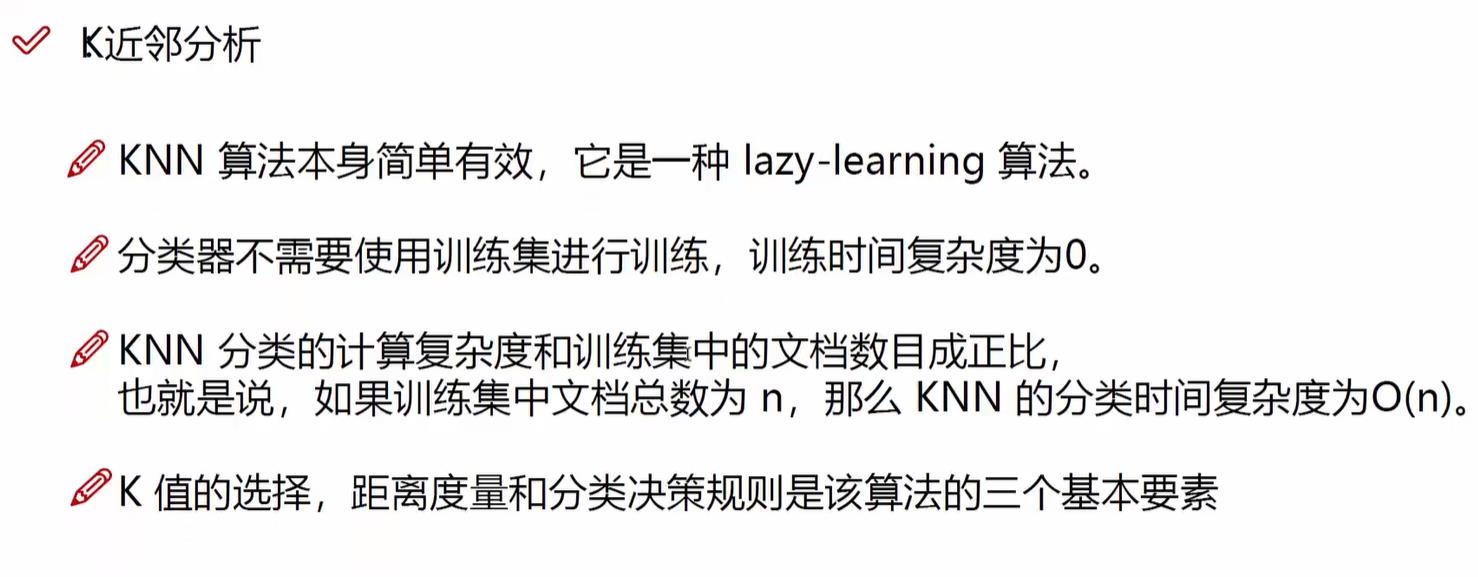 K近邻分析
KNN 算法本身简单有效，它是一种 lazy-learning 算法。
分类器不需要使用训练集进行训练，训练时间复杂度为0。
KNN 分类的计算复杂度和训练集中的文档数目成正比，
也就是说，如果训练集中文档总数为 n，那么 KNN 的分类时间复杂度为O(n)。
K 值的选择，距离度量和分类决策规则是该算法的三个基本要素